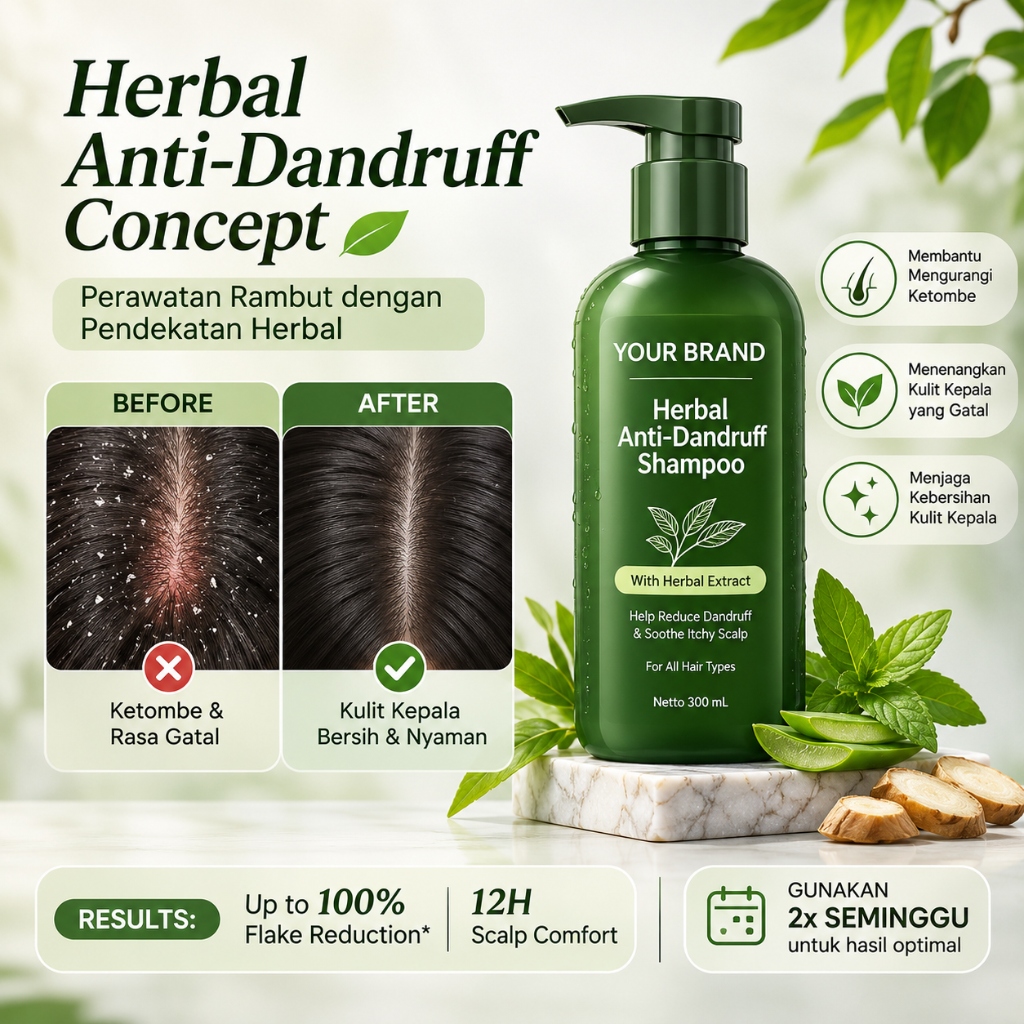 Herbal
Anti-Dandruff
Concept
Perawatan Rambut dengan
Pendekatan Herbal
BEFORE
AFTER
Ketombe &
Rasa Gatal
Kulit Kepala
Bersih & Nyaman
YOUR BRAND
Herbal
Anti-Dandruff
Shampoo
With Herbal Extract
Help Reduce Dandruff
& Soothe Itchy Scalp
For All Hair Types
Netto 300 mL
Membantu
Mengurangi
Ketombe
Menenangkan
Kulit Kepala
yang Gatal
Menjaga
Kebersihan
Kulit Kepala
RESULTS:
Up to 100%
Flake Reduction*
12H
Scalp Comfort
GUNAKAN
2x SEMINGGU
untuk hasil optimal